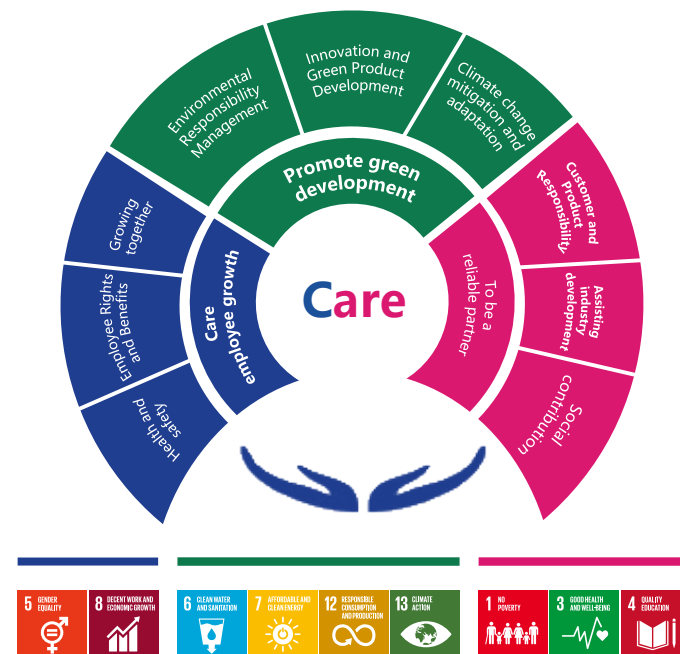 Innovation and
Green Product
Development
Environmental
Responsibility
Management
Climate change
mitigation and
adaptation
Promote green
development
Growing
together
Employee Rights
and Benefits
Health and
safety
Care
employee growth
Care
To be a
reliable partner
Customer and
Product
Responsibility
Assisting
industry
development
Social
contribution
5 GENDER
EQUALITY
8 DECENT WORK AND
ECONOMIC GROWTH
6 CLEAN WATER
AND SANITATION
7 AFFORDABLE AND
CLEAN ENERGY
12 RESPONSIBLE
CONSUMPTION
AND PRODUCTION
13 CLIMATE
ACTION
1 NO
POVERTY
3 GOOD HEALTH
AND WELL-BEING
4 QUALITY
EDUCATION